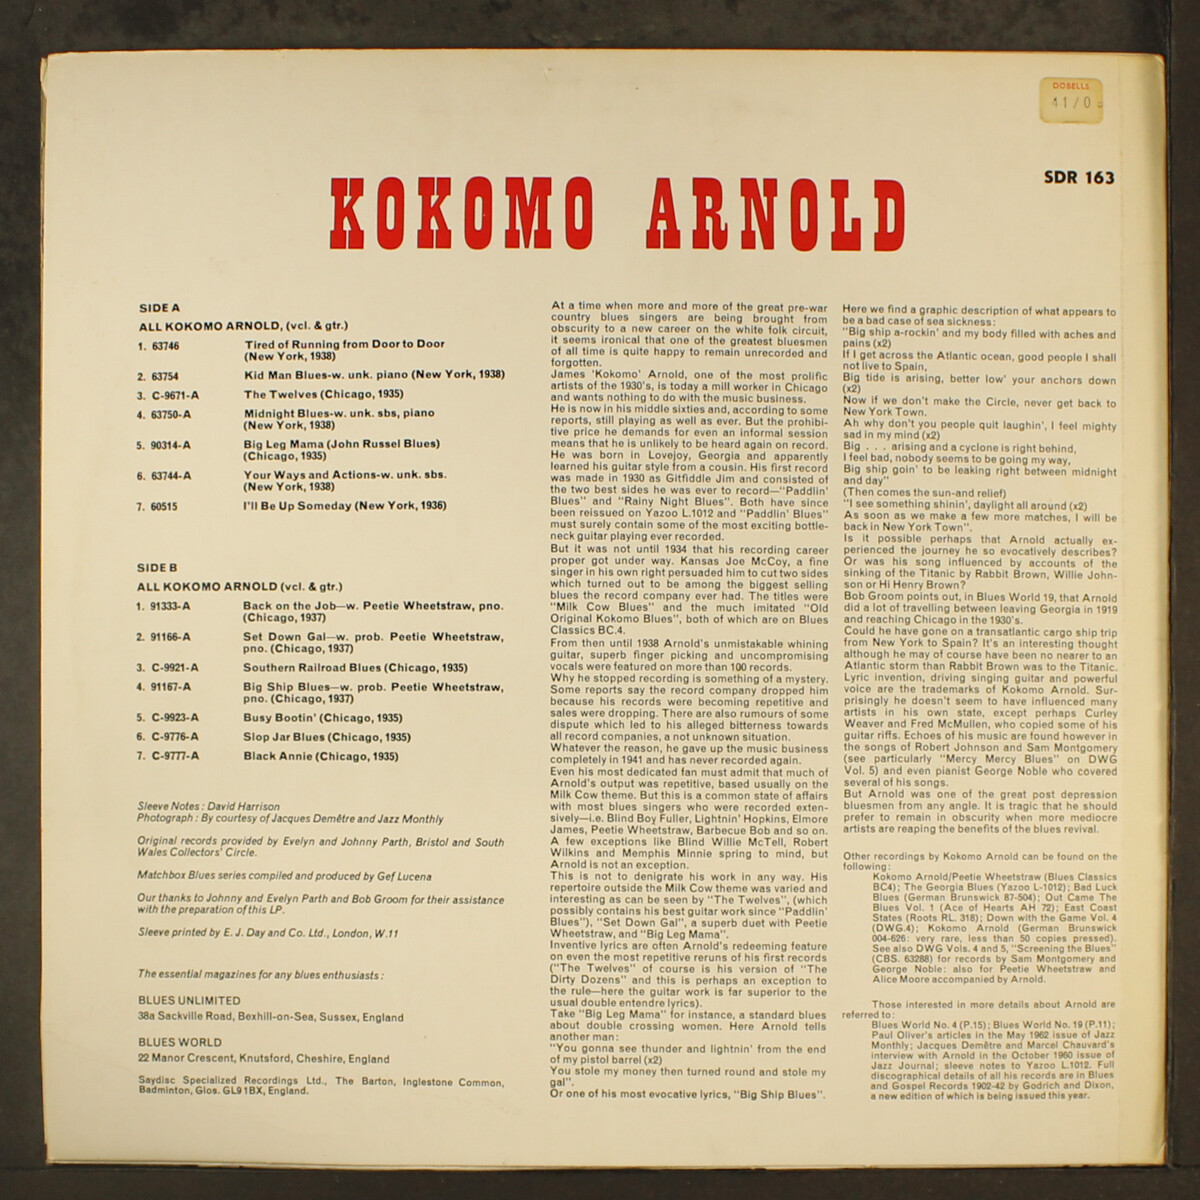 DOBELLS
41/0
SDR 163
KOKOMO ARNOLD
SIDE A
ALL KOKOMO ARNOLD, (vcl. & gtr.)
1. 63746 Tired of Running from Door to Door
(New York, 1938)
2. 63754 Kid Man Blues-w. unk. piano (New York, 1938)
3. C-9671-A The Twelves (Chicago, 1935)
4. 63750-A Midnight Blues-w. unk. sbs, piano
(New York, 1938)
5. 90314-A Big Leg Mama (John Russel Blues)
(Chicago, 1935)
6. 63744-A Your Ways and Actions-w. unk. sbs.
(New York, 1938)
7. 60515 I'll Be Up Someday (New York, 1936)
SIDE B
ALL KOKOMO ARNOLD (vcl. & gtr.)
1. 91333-A Back on the Job—w. Peetie Wheetstraw, pno.
(Chicago, 1937)
2. 91166-A Set Down Gal—w. prob. Peetie Wheetstraw,
pno. (Chicago, 1937)
3. C-9921-A Southern Railroad Blues (Chicago, 1935)
4. 91167-A Big Ship Blues—w. prob. Peetie Wheetstraw,
pno. (Chicago, 1937)
5. C-9923-A Busy Bootin' (Chicago, 1935)
6. C-9776-A Slop Jar Blues (Chicago, 1935)
7. C-9777-A Black Annie (Chicago, 1935)
Sleeve Notes : David Harrison
Photograph : By courtesy of Jacques Demêtre and Jazz Monthly
Original records provided by Evelyn and Johnny Parth, Bristol and South
Wales Collectors' Circle.
Matchbox Blues series compiled and produced by Gef Lucena
Our thanks to Johnny and Evelyn Parth and Bob Groom for their assistance
with the preparation of this LP.
Sleeve printed by E. J. Day and Co. Ltd., London, W.11
The essential magazines for any blues enthusiasts :
BLUES UNLIMITED
38a Sackville Road, Bexhill-on-Sea, Sussex, England
BLUES WORLD
22 Manor Crescent, Knutsford, Cheshire, England
Saydisc Specialized Recordings Ltd., The Barton, Inglestone Common,
Badminton, Glos. GL9 1BX, England.
At a time when more and more of the great pre-war
country blues singers are being brought from
obscurity to a new career on the white folk circuit,
it seems ironical that one of the greatest bluesmen
of all time is quite happy to remain unrecorded and
forgotten.
James 'Kokomo' Arnold, one of the most prolific
artists of the 1930's, is today a mill worker in Chicago
and wants nothing to do with the music business.
He is now in his middle sixties and, according to some
reports, still playing as well as ever. But the prohibi-
tive price he demands for even an informal session
means that he is unlikely to be heard again on record.
He was born in Lovejoy, Georgia and apparently
learned his guitar style from a cousin. His first record
was made in 1930 as Gitfiddle Jim and consisted of
the two best sides he was ever to record—"Paddlin'
Blues" and "Rainy Night Blues". Both have since
been reissued on Yazoo L.1012 and "Paddlin' Blues"
must surely contain some of the most exciting bottle-
neck guitar playing ever recorded.
But it was not until 1934 that his recording career
proper got under way. Kansas Joe McCoy, a fine
singer in his own right persuaded him to cut two sides
which turned out to be among the biggest selling
blues the record company ever had. The titles were
"Milk Cow Blues" and the much imitated "Old
Original Kokomo Blues", both of which are on Blues
Classics BC.4.
From then until 1938 Arnold's unmistakable whining
guitar, superb finger picking and uncompromising
vocals were featured on more than 100 records.
Why he stopped recording is something of a mystery.
Some reports say the record company dropped him
because his records were becoming repetitive and
sales were dropping. There are also rumours of some
dispute which led to his alleged bitterness towards
all record companies, a not unknown situation.
Whatever the reason, he gave up the music business
completely in 1941 and has never recorded again.
Even his most dedicated fan must admit that much of
Arnold's output was repetitive, based usually on the
Milk Cow theme. But this is a common state of affairs
with most blues singers who were recorded exten-
sively—i.e. Blind Boy Fuller, Lightnin' Hopkins, Elmore
James, Peetie Wheetstraw, Barbecue Bob and so on.
A few exceptions like Blind Willie McTell, Robert
Wilkins and Memphis Minnie spring to mind, but
Arnold is not an exception.
This is not to denigrate his work in any way. His
repertoire outside the Milk Cow theme was varied and
interesting as can be seen by "The Twelves", (which
possibly contains his best guitar work since "Paddlin'
Blues"), "Set Down Gal", a superb duet with Peetie
Wheetstraw, and "Big Leg Mama".
Inventive lyrics are often Arnold's redeeming feature
on even the most repetitive reruns of his first records
("The Twelves" of course is his version of "The
Dirty Dozens" and this is perhaps an exception to
the rule—here the guitar work is far superior to the
usual double entendre lyrics).
Take "Big Leg Mama" for instance, a standard blues
about double crossing women. Here Arnold tells
another man:
"You gonna see thunder and lightnin' from the end
of my pistol barrel (x2)
You stole my money then turned round and stole my
gal".
Or one of his most evocative lyrics, "Big Ship Blues".
Here we find a graphic description of what appears to
be a bad case of sea sickness:
"Big ship a-rockin' and my body filled with aches and
pains (x2)
If I get across the Atlantic ocean, good people I shall
not live to Spain,
Big tide is arising, better low' your anchors down
(x2)
Now if we don't make the Circle, never get back to
New York Town.
Ah why don't you people quit laughin', I feel mighty
sad in my mind (x2)
Big . . . arising and a cyclone is right behind,
I feel bad, nobody seems to be going my way,
Big ship goin' to be leaking right between midnight
and day"
(Then comes the sun-and relief)
"I see something shinin', daylight all around (x2)
As soon as we make a few more matches, I will be
back in New York Town".
Is it possible perhaps that Arnold actually ex-
perienced the journey he so evocatively describes?
Or was his song influenced by accounts of the
sinking of the Titanic by Rabbit Brown, Willie John-
son or Hi Henry Brown?
Bob Groom points out, in Blues World 19, that Arnold
did a lot of travelling between leaving Georgia in 1919
and reaching Chicago in the 1930's.
Could he have gone on a transatlantic cargo ship trip
from New York to Spain? It's an interesting thought
although he may of course have been no nearer to an
Atlantic storm than Rabbit Brown was to the Titanic.
Lyric invention, driving singing guitar and powerful
voice are the trademarks of Kokomo Arnold. Sur-
prisingly he doesn't seem to have influenced many
artists in his own state, except perhaps Curley
Weaver and Fred McMullen, who copied some of his
guitar riffs. Echoes of his music are found however in
the songs of Robert Johnson and Sam Montgomery
(see particularly "Mercy Mercy Blues" on DWG
Vol. 5) and even pianist George Noble who covered
several of his songs.
But Arnold was one of the great post depression
bluesmen from any angle. It is tragic that he should
prefer to remain in obscurity when more mediocre
artists are reaping the benefits of the blues revival.
Other recordings by Kokomo Arnold can be found on the
following:
Kokomo Arnold/Peetie Wheetstraw (Blues Classics
BC4); The Georgia Blues (Yazoo L-1012); Bad Luck
Blues (German Brunswick 87-504); Out Came The
Blues Vol. 1 (Ace of Hearts AH 72); East Coast
States (Roots RL. 318); Down with the Game Vol. 4
(DWG.4); Kokomo Arnold (German Brunswick
004-626: very rare, less than 50 copies pressed).
See also DWG Vols. 4 and 5, "Screening the Blues"
(CBS. 63288) for records by Sam Montgomery and
George Noble: also for Peetie Wheetstraw and
Alice Moore accompanied by Arnold.
Those interested in more details about Arnold are
referred to:
Blues World No. 4 (P.15); Blues World No. 19 (P.11);
Paul Oliver's articles in the May 1962 issue of Jazz
Monthly; Jacques Demêtre and Marcel Chauvard's
interview with Arnold in the October 1960 issue of
Jazz Journal; sleeve notes to Yazoo L.1012. Full
discographical details of all his records are in Blues
and Gospel Records 1902-42 by Godrich and Dixon,
a new edition of which is being issued this year.